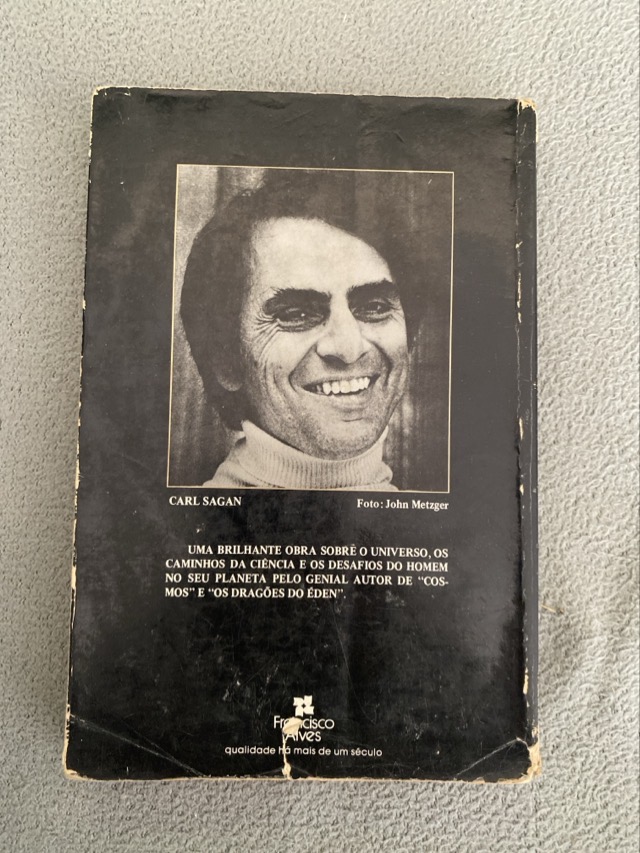 CARL SAGAN
Foto: John Metzger
UMA BRILHANTE OBRA SOBRE O UNIVERSO, OS
CAMINHOS DA CIÊNCIA E OS DESAFIOS DO HOMEM
NO SEU PLANETA PELO GENIAL AUTOR DE "COS-
MOS" E "OS DRAGÕES DO ÉDEN".
Francisco
Alves
qualidade há mais de um século